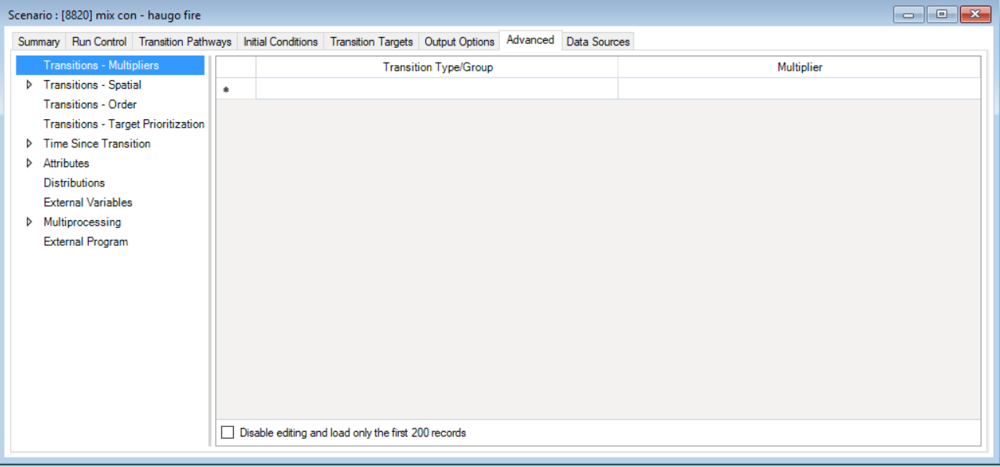 Scenario : [8820] mix con - haugo fire
Summary Run Control Transition Pathways Initial Conditions Transition Targets Output Options Advanced Data Sources
Transitions - Multipliers
Transitions - Spatial
Transitions - Order
Transitions - Target Prioritization
Time Since Transition
Attributes
Distributions
External Variables
Multiprocessing
External Program
Transition Type/Group Multiplier
Disable editing and load only the first 200 records